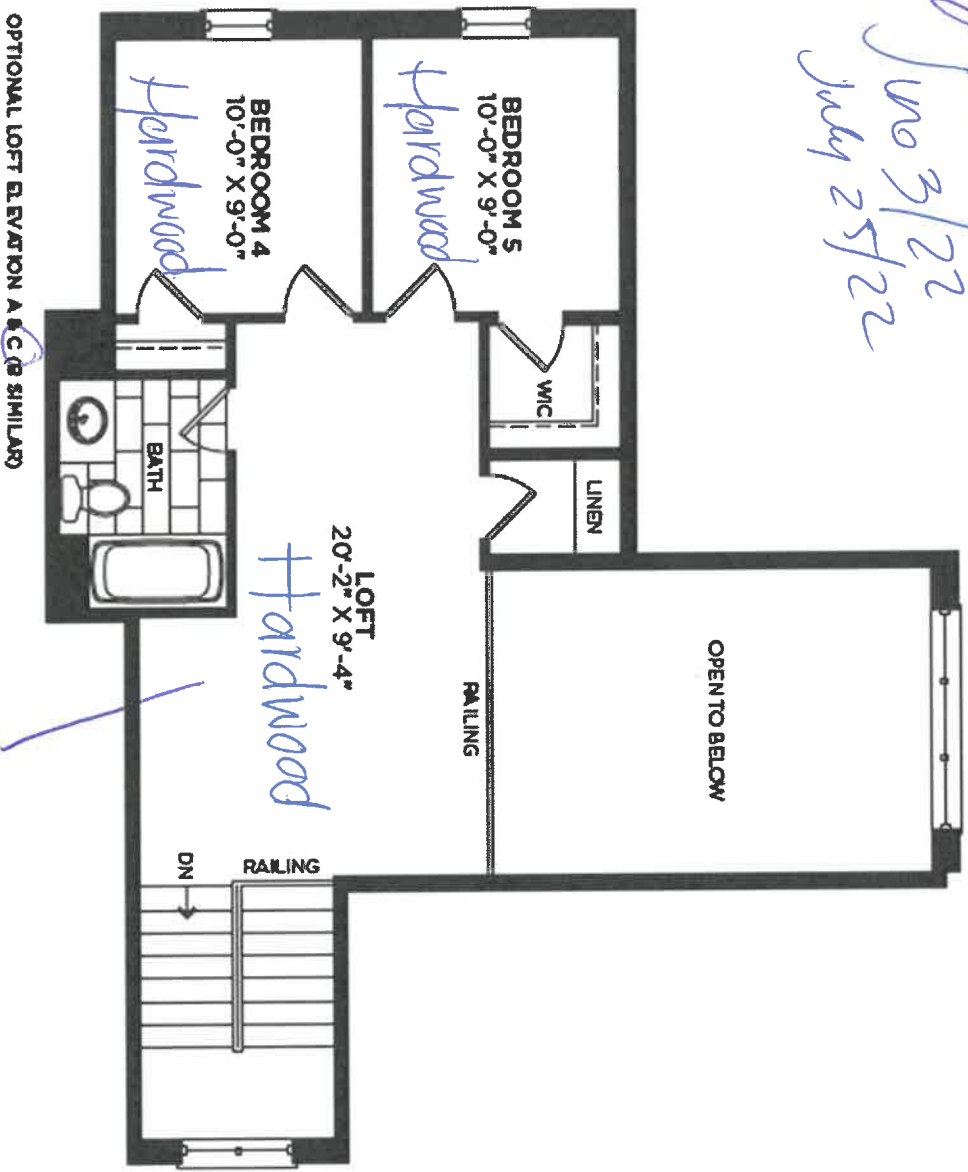 June 3/22
July 25/22
BEDROOM 5
10'-0" X 9'-0"
Hardwood
BEDROOM 4
10'-0" X 9'-0"
Hardwood
WIC
LINEN
BATH
LOFT
20'-2" X 9'-4"
Hardwood
OPEN TO BELOW
RAILING
RAILING
DN
OPTIONAL LOFT ELEVATION A & C (B SIMILAR)